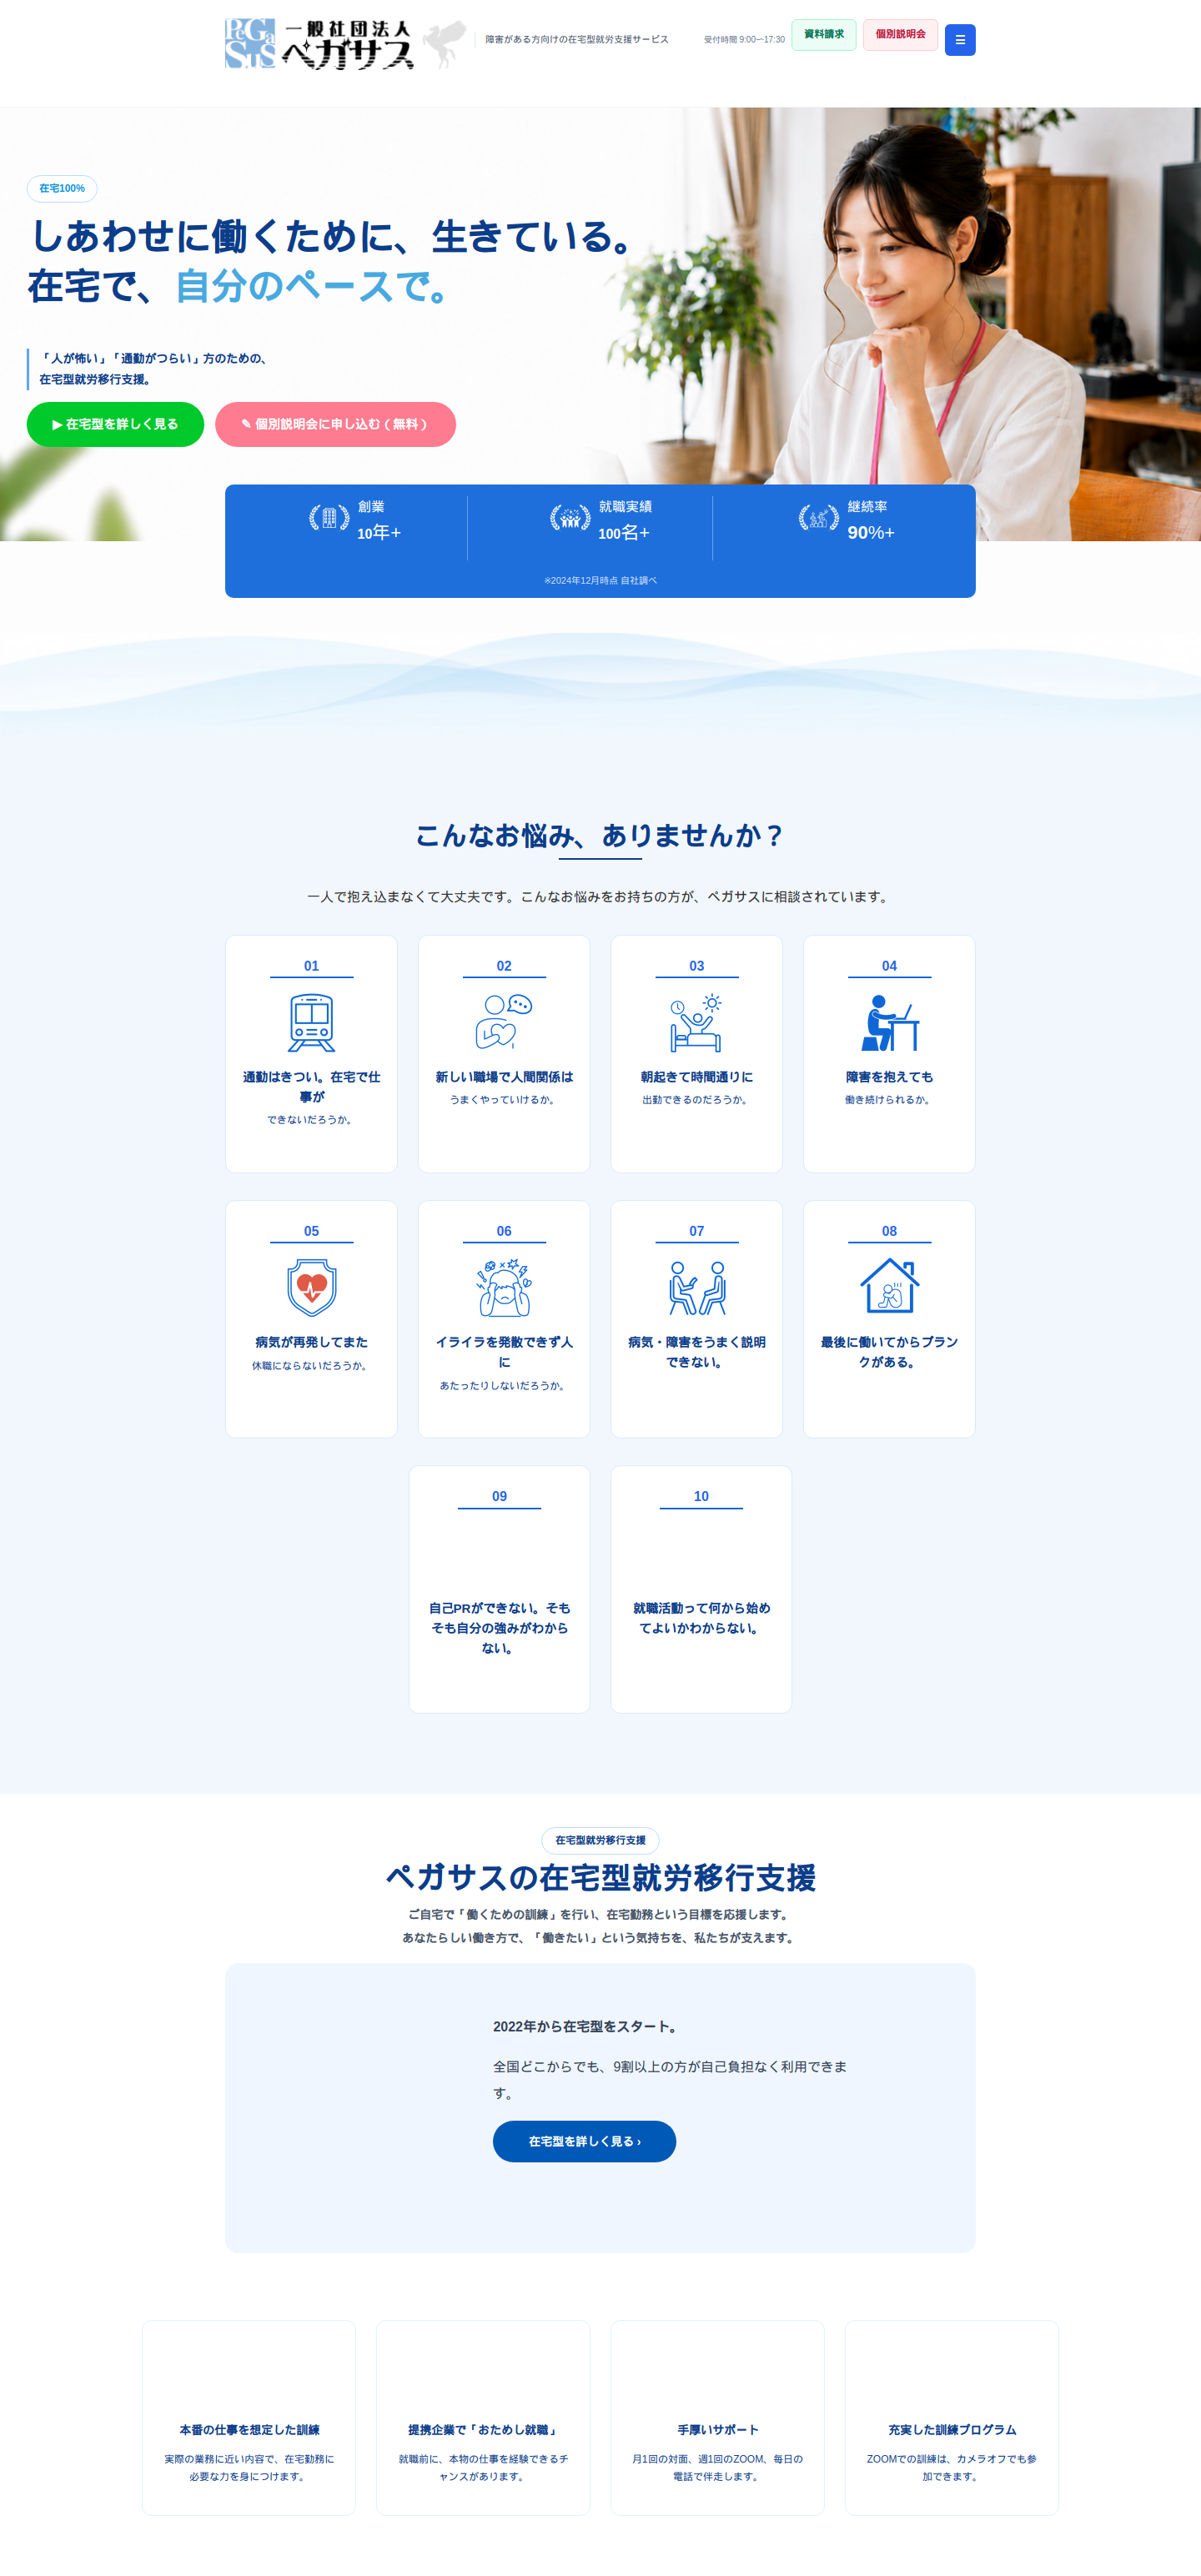 PeGaSuS
一般社団法人
ペガサス
障害がある方向けの在宅型就労支援サービス
受付時間 9:00〜17:30
資料請求
個別説明会
☰
在宅100%
しあわせに働くために、生きている。
在宅で、自分のペースで。
「人が怖い」「通勤がつらい」方のための、
在宅型就労移行支援。
▶ 在宅型を詳しく見る
✎ 個別説明会に申し込む（無料）
創業
10年+
就職実績
100名+
継続率
90%+
※2024年12月時点 自社調べ
こんなお悩み、ありませんか？
一人で抱え込まなくて大丈夫です。こんなお悩みをお持ちの方が、ペガサスに相談されています。
01
通勤はきつい。在宅で仕
事が
できないだろうか。
02
新しい職場で人間関係は
うまくやっていけるか。
03
朝起きて時間通りに
出勤できるのだろうか。
04
障害を抱えても
働き続けられるか。
05
病気が再発してまた
休職にならないだろうか。
06
イライラを発散できず人
に
あたったりしないだろうか。
07
病気・障害をうまく説明
できない。
08
最後に働いてからブラン
クがある。
09
自己PRができない。そも
そも自分の強みがわから
ない。
10
就職活動って何から始め
てよいかわからない。
在宅型就労移行支援
ペガサスの在宅型就労移行支援
ご自宅で「働くための訓練」を行い、在宅勤務という目標を応援します。
あなたらしい働き方で、「働きたい」という気持ちを、私たちが支えます。
2022年から在宅型をスタート。
全国どこからでも、9割以上の方が自己負担なく利用できま
す。
在宅型を詳しく見る ›
本番の仕事を想定した訓練
実際の業務に近い内容で、在宅勤務に
必要な力を身につけます。
提携企業で「おためし就職」
就職前に、本物の仕事を経験できるチ
ャンスがあります。
手厚いサポート
月1回の対面、週1回のZOOM、毎日の
電話で伴走します。
充実した訓練プログラム
ZOOMでの訓練は、カメラオフでも参
加できます。